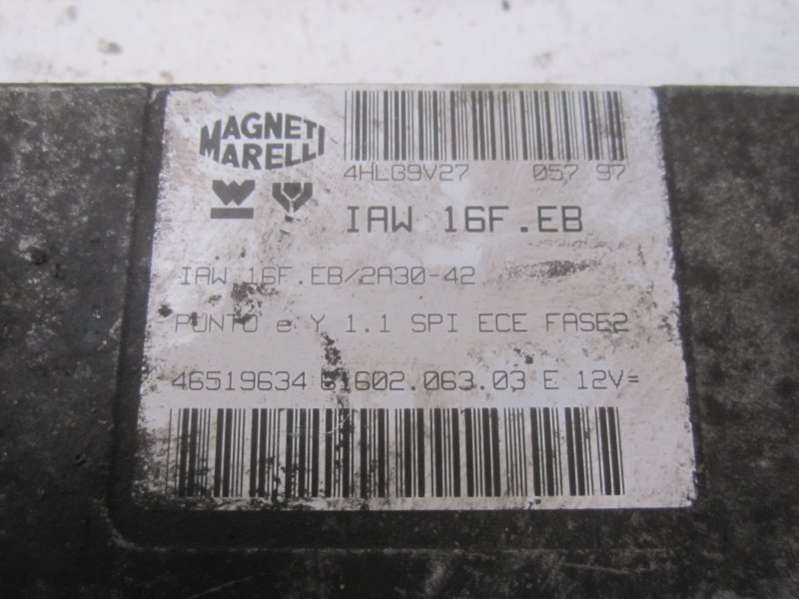 MAGNETI
MARELLI
4HLG9V27 057 97
IAW 16F.EB
IAW 16F.EB/2A30-42
PUNTO e Y 1.1 SPI ECE FASE2
46519634 61602.063.03 E 12V=